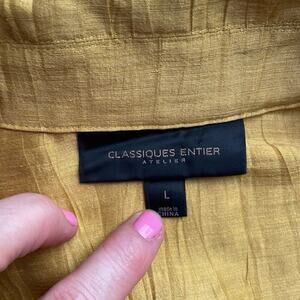 CLASSIQUES ENTIER
ATELIER
L
MADE IN
CHINA